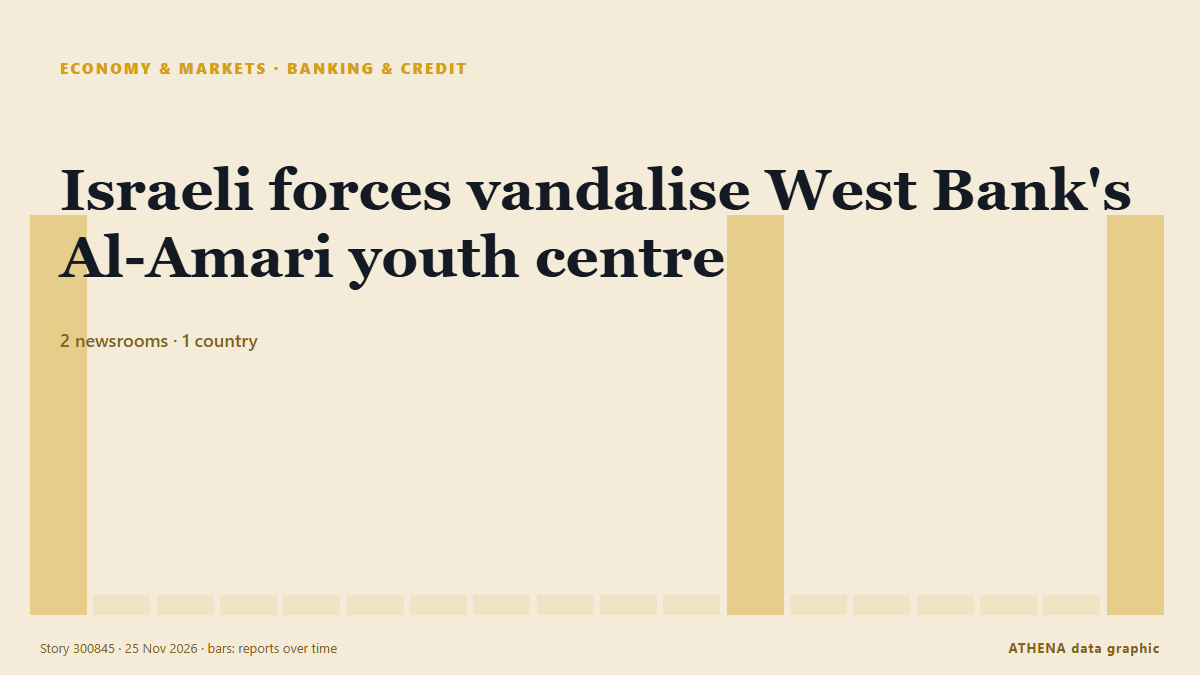 ECONOMY & MARKETS · BANKING & CREDIT
Israeli forces vandalise West Bank's
Al-Amari youth centre
2 newsrooms · 1 country
Story 300845 · 25 Nov 2026 · bars: reports over time
ATHENA data graphic